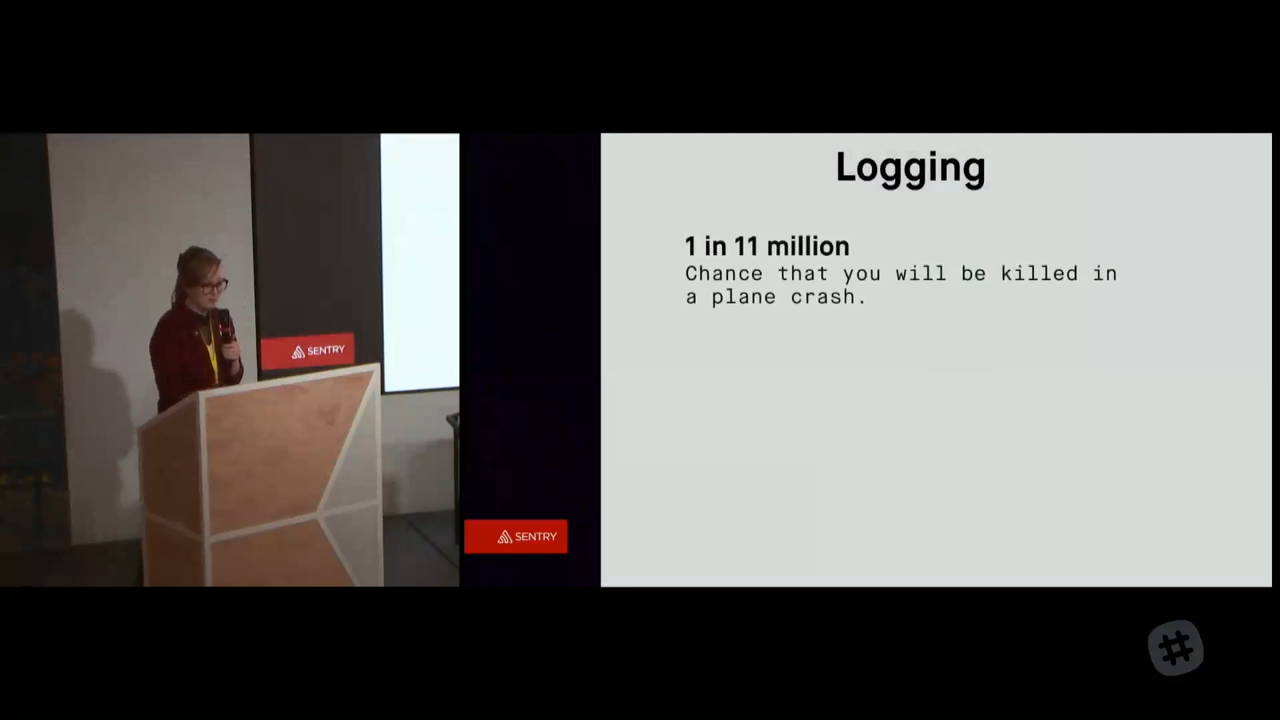 Logging
1 in 11 million
Chance that you will be killed in
a plane crash.
SENTRY
SENTRY